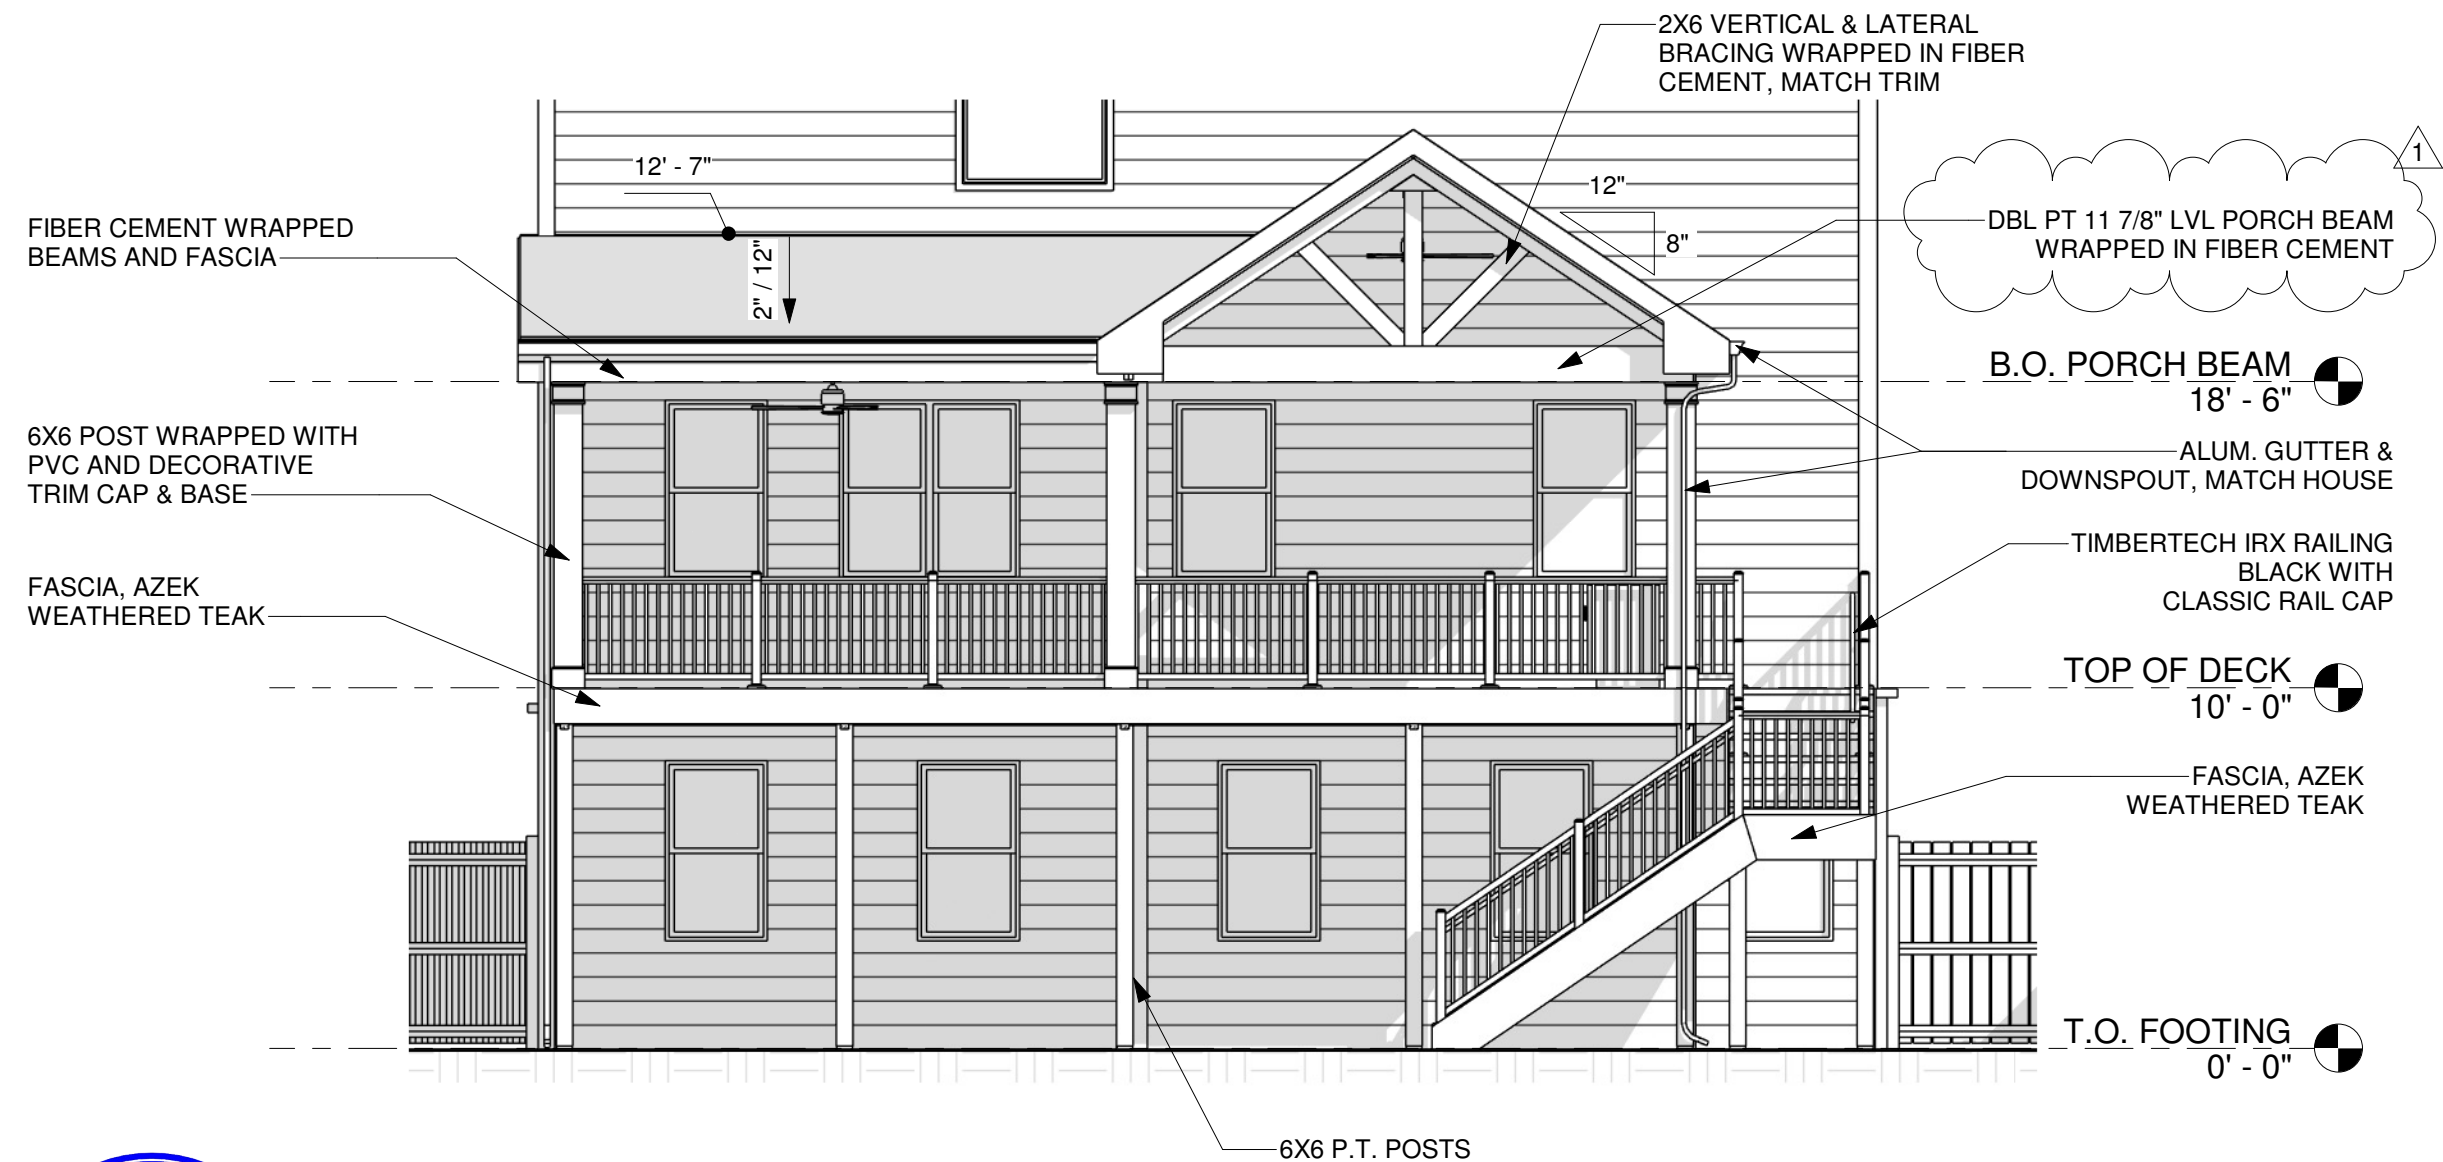 2X6 VERTICAL & LATERAL
BRACING WRAPPED IN FIBER
CEMENT, MATCH TRIM
1
12' - 7"
12"
8"
2" / 12"
FIBER CEMENT WRAPPED
BEAMS AND FASCIA
DBL PT 11 7/8" LVL PORCH BEAM
WRAPPED IN FIBER CEMENT
B.O. PORCH BEAM
18' - 6"
6X6 POST WRAPPED WITH
PVC AND DECORATIVE
TRIM CAP & BASE
ALUM. GUTTER &
DOWNSPOUT, MATCH HOUSE
TIMBERTECH IRX RAILING
BLACK WITH
CLASSIC RAIL CAP
FASCIA, AZEK
WEATHERED TEAK
TOP OF DECK
10' - 0"
FASCIA, AZEK
WEATHERED TEAK
T.O. FOOTING
0' - 0"
6X6 P.T. POSTS